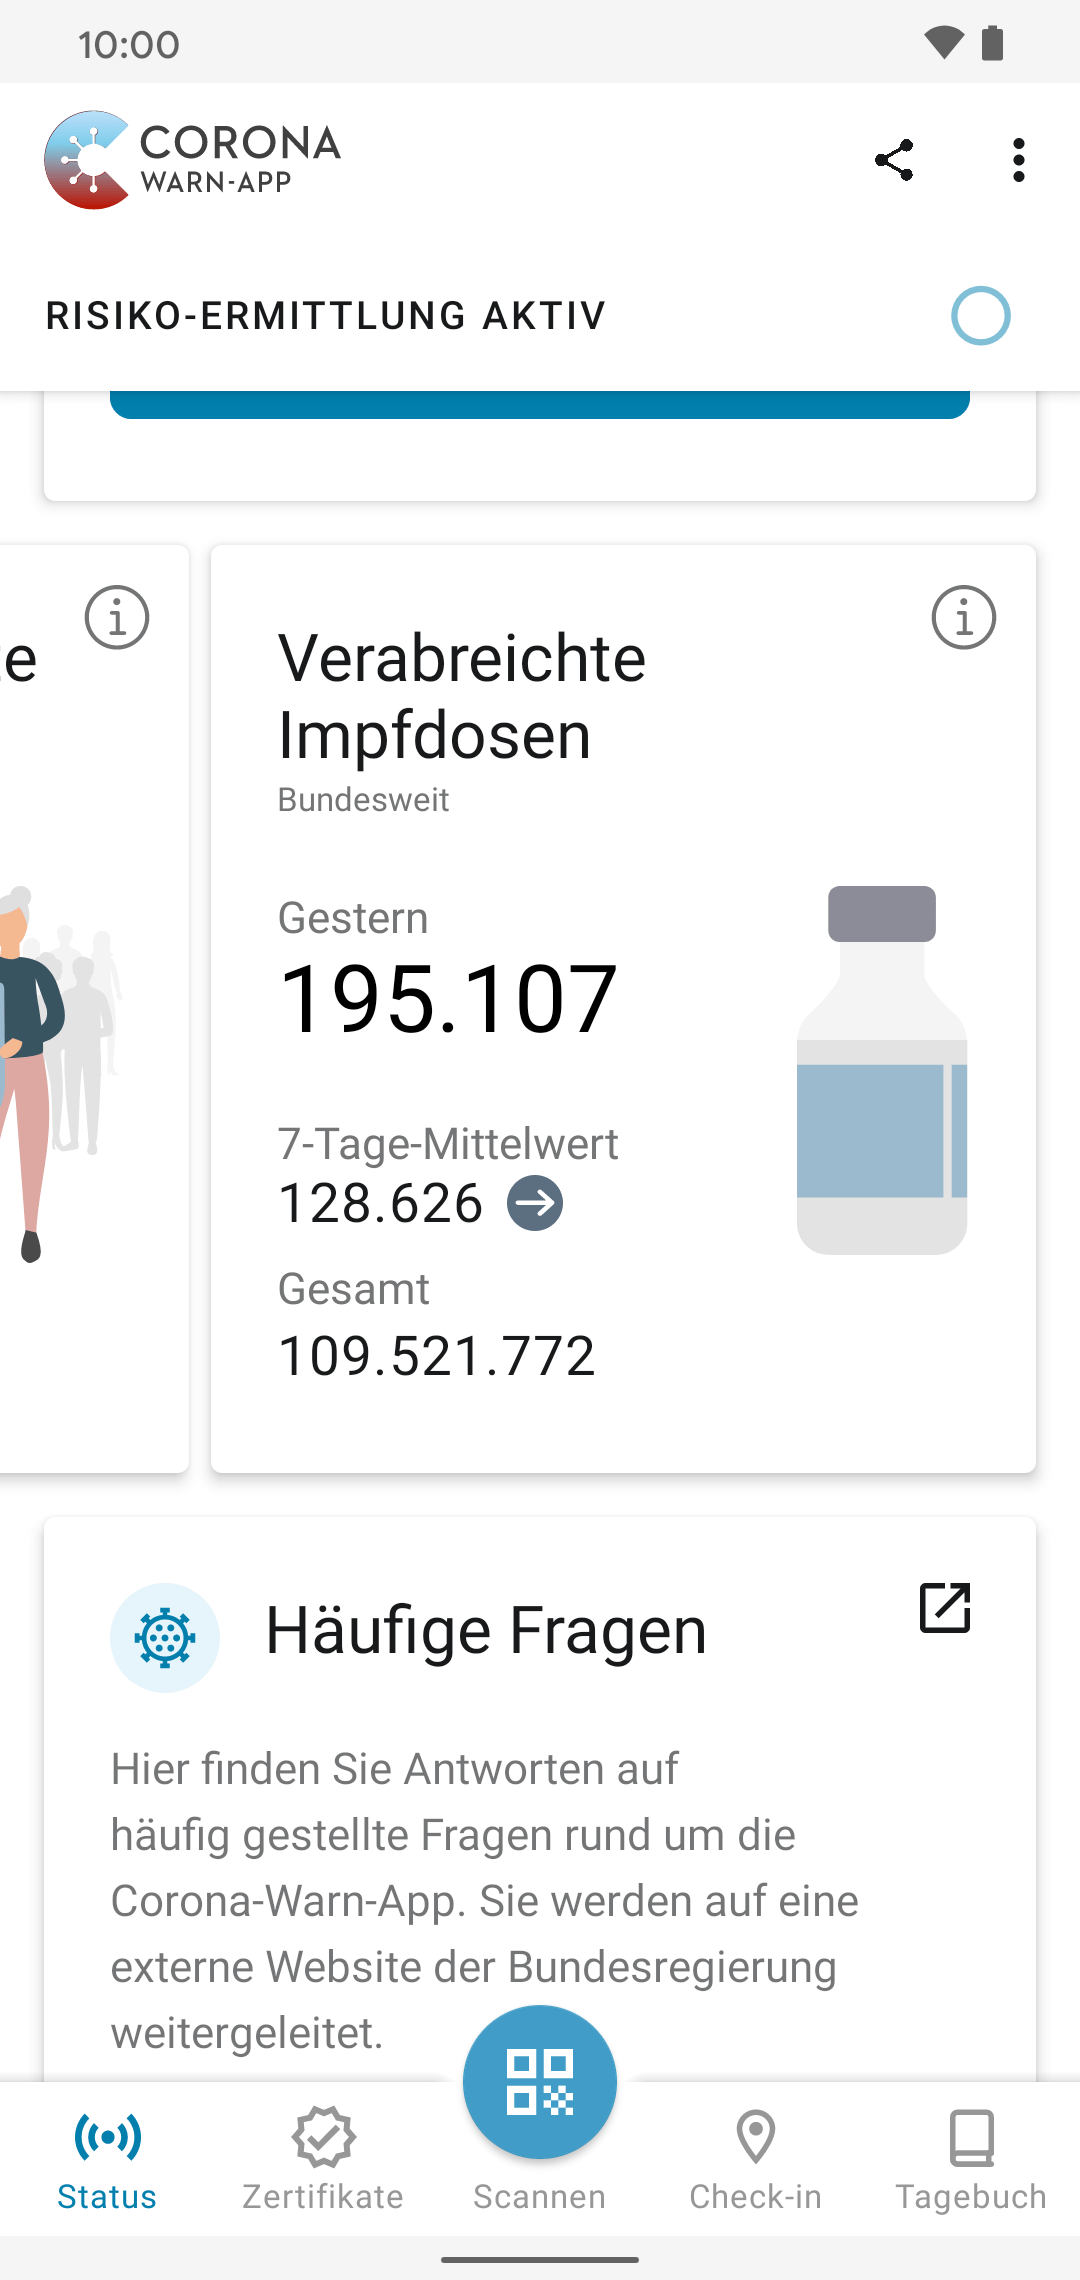 10:00
CORONA
WARN-APP
RISIKO-ERMITTLUNG AKTIV
Verabreichte
Impfdosen
Bundesweit
Gestern
195.107
7-Tage-Mittelwert
128.626
Gesamt
109.521.772
Häufige Fragen
Hier finden Sie Antworten auf
häufig gestellte Fragen rund um die
Corona-Warn-App. Sie werden auf eine
externe Website der Bundesregierung
weitergeleitet.
Status
Zertifikate
Scannen
Check-in
Tagebuch